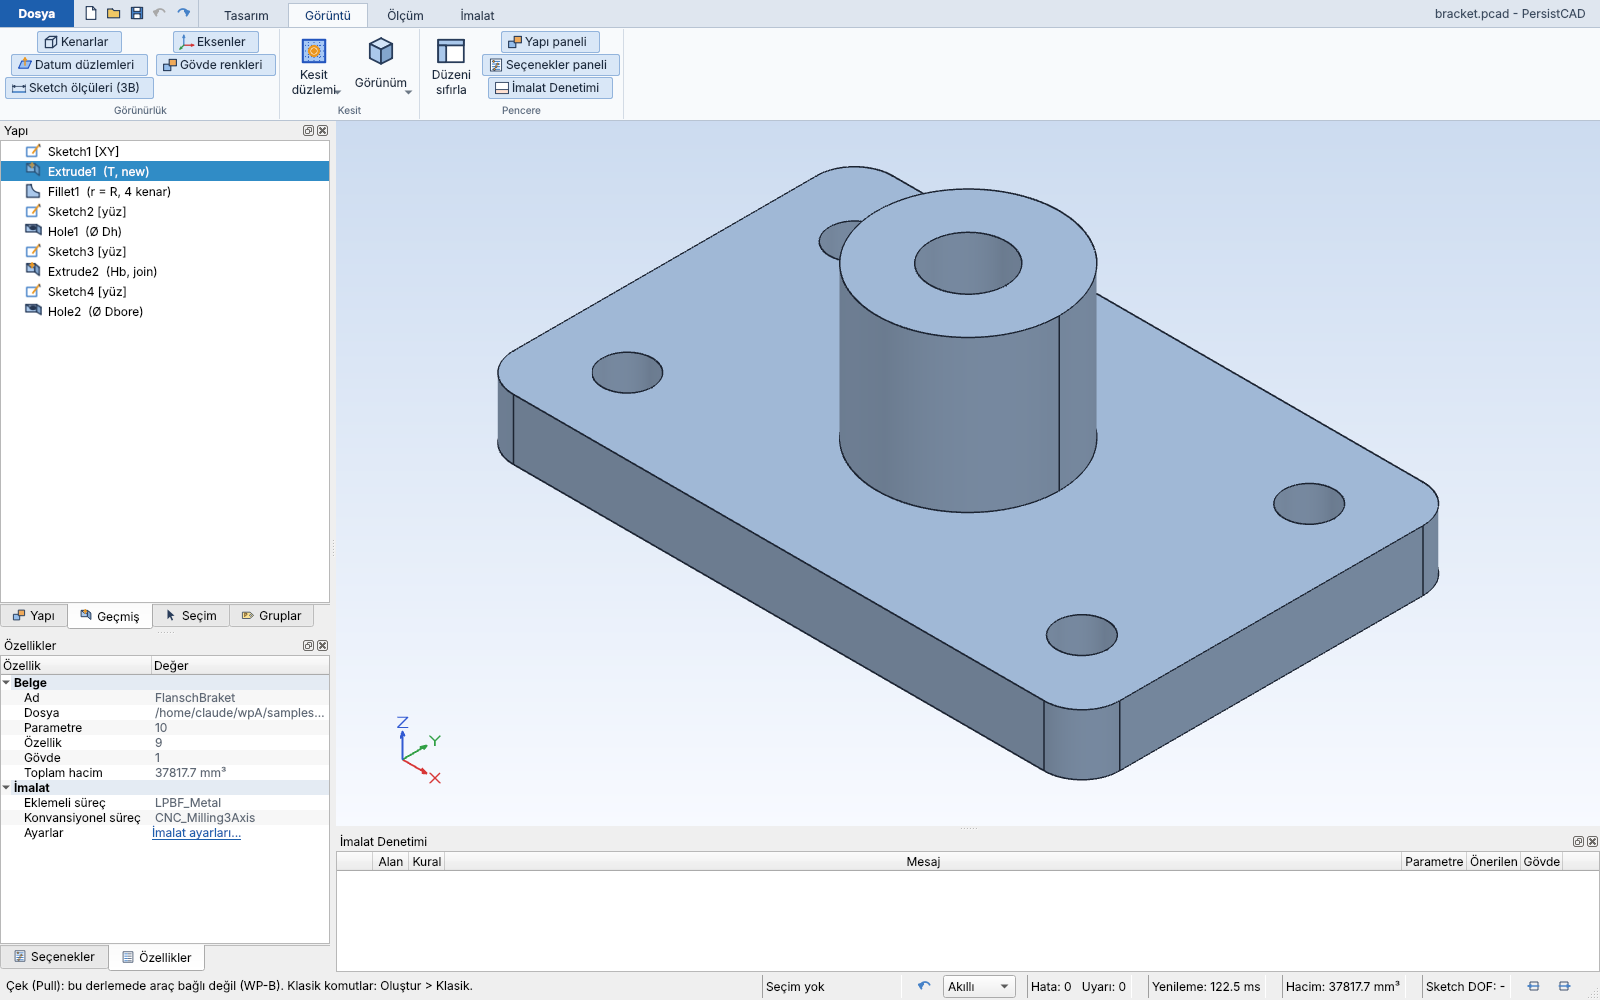 Dosya
Tasarım Görüntü Ölçüm İmalat
bracket.pcad - PersistCAD
Kenarlar Eksenler
Datum düzlemleri Gövde renkleri
Sketch ölçüleri (3B)
Görünürlük
Kesit düzlemi
Görünüm
Kesit
Düzeni sıfırla
Yapı paneli
Seçenekler paneli
İmalat Denetimi
Pencere
Yapı
Sketch1 [XY]
Extrude1 (T, new)
Fillet1 (r = R, 4 kenar)
Sketch2 [yüz]
Hole1 (Ø Dh)
Sketch3 [yüz]
Extrude2 (Hb, join)
Sketch4 [yüz]
Hole2 (Ø Dbore)
Yapı Geçmiş Seçim Gruplar
Özellikler
Özellik Değer
Belge
Ad FlanschBraket
Dosya /home/claude/wpA/samples...
Parametre 10
Özellik 9
Gövde 1
Toplam hacim 37817.7 mm³
İmalat
Eklemeli süreç LPBF_Metal
Konvansiyonel süreç CNC_Milling3Axis
Ayarlar İmalat ayarları...
Seçenekler Özellikler
Z
Y
X
İmalat Denetimi
Alan Kural Mesaj Parametre Önerilen Gövde
Çek (Pull): bu derlemede araç bağlı değil (WP-B). Klasik komutlar: Oluştur > Klasik.
Seçim yok
Akıllı
Hata: 0 Uyarı: 0
Yenileme: 122.5 ms
Hacim: 37817.7 mm³
Sketch DOF: -